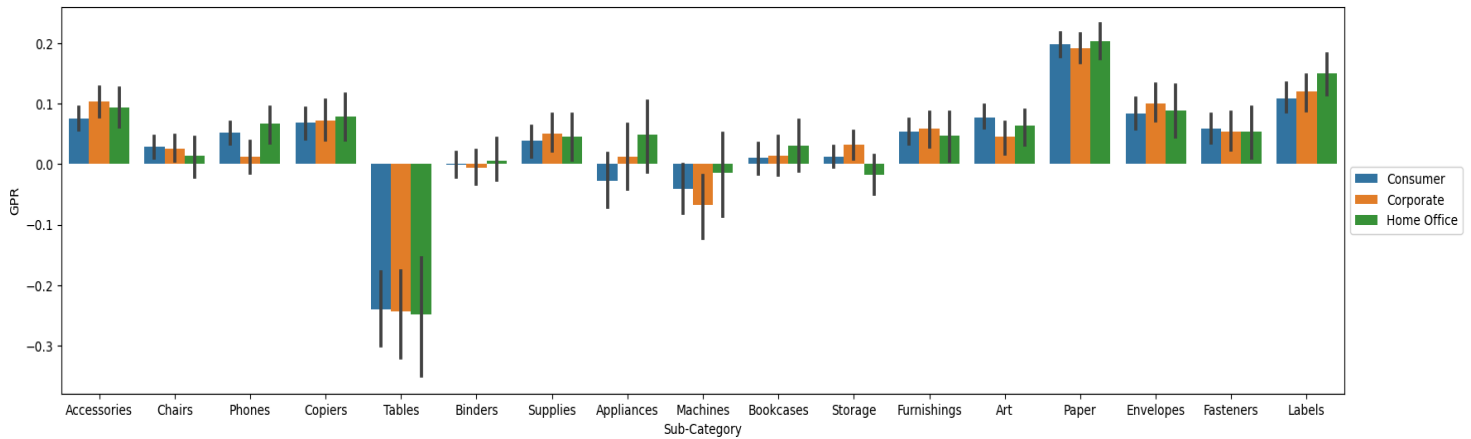 0.2
0.1
0.0
−0.1
−0.2
−0.3
GPR
Accessories Chairs Phones Copiers Tables Binders Supplies Appliances Machines Bookcases Storage Furnishings Art Paper Envelopes Fasteners Labels
Sub-Category
Consumer
Corporate
Home Office